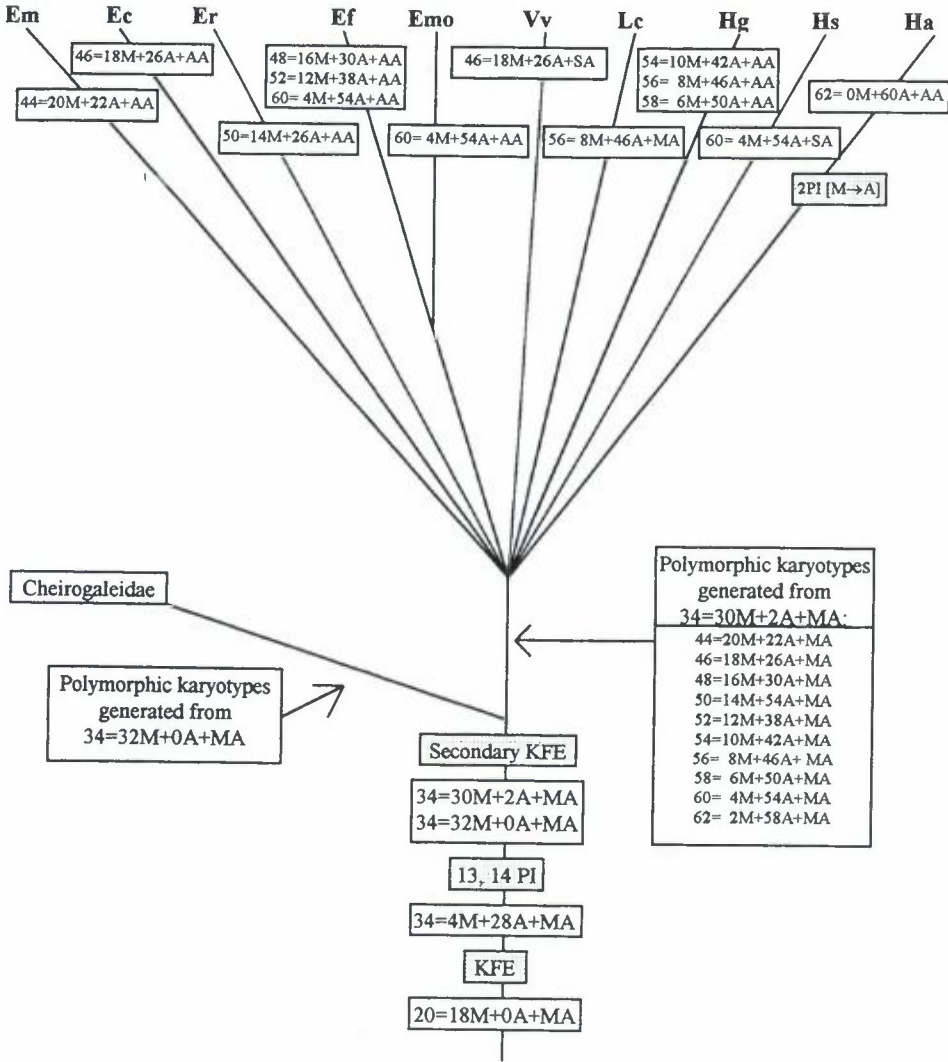 Em Ec Er Ef Emo Vv Lc Hg Hs Ha
46=18M+26A+AA
44=20M+22A+AA
50=14M+26A+AA
48=16M+30A+AA
52=12M+38A+AA
60= 4M+54A+AA
60= 4M+54A+AA
46=18M+26A+SA
56= 8M+46A+MA
54=10M+42A+AA
56= 8M+46A+AA
58= 6M+50A+AA
60= 4M+54A+SA
62= 0M+60A+AA
2PI [M→A]
Cheirogaleidae
Polymorphic karyotypes
generated from
34=32M+0A+MA
Polymorphic karyotypes
generated from
34=30M+2A+MA:
44=20M+22A+MA
46=18M+26A+MA
48=16M+30A+MA
50=14M+54A+MA
52=12M+38A+MA
54=10M+42A+MA
56= 8M+46A+ MA
58= 6M+50A+MA
60= 4M+54A+MA
62= 2M+58A+MA
Secondary KFE
34=30M+2A+MA
34=32M+0A+MA
13, 14 PI
34=4M+28A+MA
KFE
20=18M+0A+MA